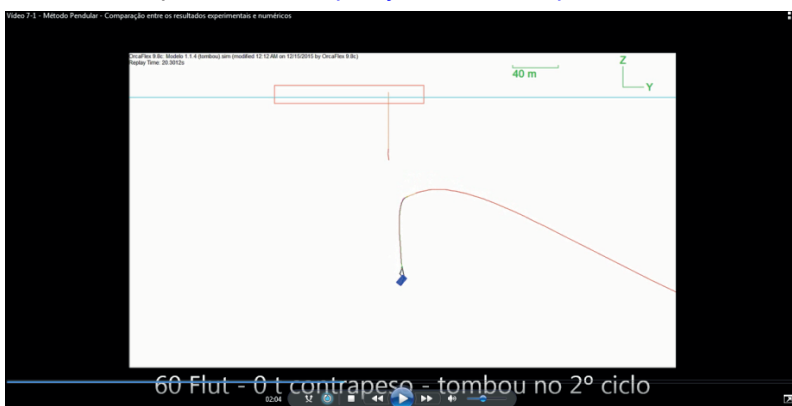 Vídeo 7-1 - Método Pendular - Comparação entre os resultados experimentais e numéricos
OrcaFlex 9.8c: Modelo 1.1.4 (tombou).sim (modified 12:12 AM on 12/15/2015 by OrcaFlex 9.8c)
Replay Time: 20.3012s
40 m
Z
Y
60 Flut - 0 t contrapeso - tombou no 2º ciclo
02:04